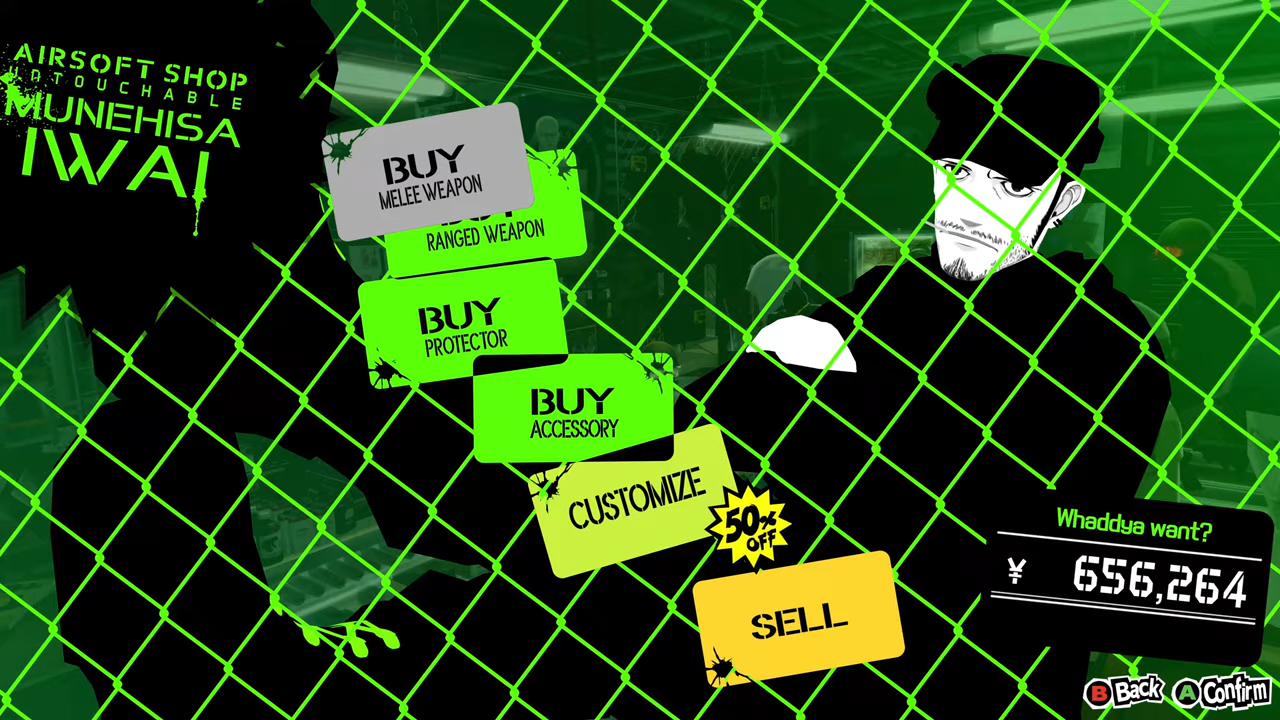 AIRSOFT SHOP
UNTOUCHABLE
MUNEHISA
IWAI
BUY
MELEE WEAPON
BUY
RANGED WEAPON
BUY
PROTECTOR
BUY
ACCESSORY
CUSTOMIZE
50% OFF
SELL
Whaddya want?
¥ 656,264
B Back A Confirm